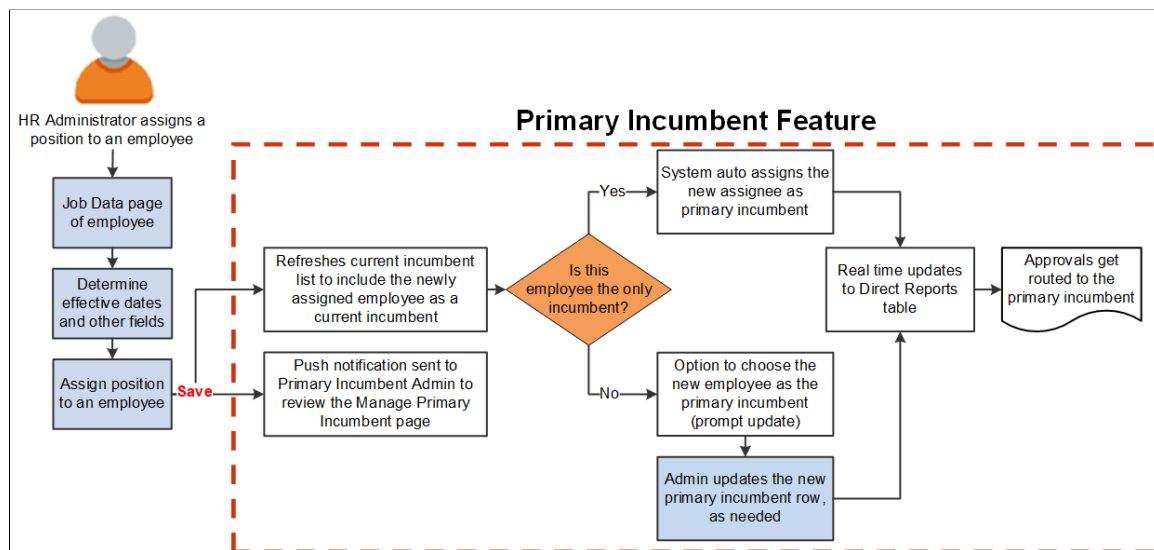 HR Administrator assigns a
position to an employee
Primary Incumbent Feature
Job Data page
of employee
Determine
effective dates
and other fields
Assign position
to an employee
Save
Refreshes current incumbent
list to include the newly
assigned employee as a
current incumbent
Push notification sent to
Primary Incumbent Admin to
review the Manage Primary
Incumbent page
Is this
employee the only
incumbent?
Yes
System auto assigns the
new assignee as
primary incumbent
No
Option to choose the
new employee as the
primary incumbent
(prompt update)
Admin updates the new
primary incumbent row,
as needed
Real time updates
to Direct Reports
table
Approvals get
routed to the
primary incumbent